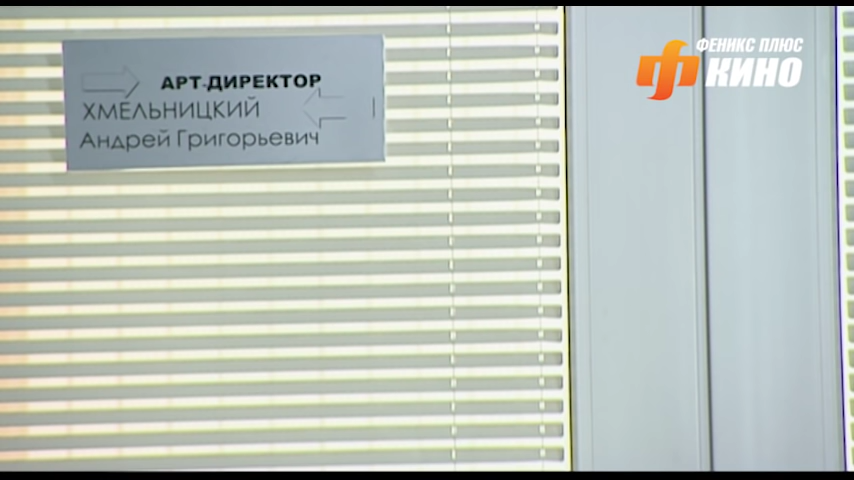 АРТ-ДИРЕКТОР
ХМЕЛЬНИЦКИЙ
Андрей Григорьевич
ФЕНИКС ПЛЮС
КИНО